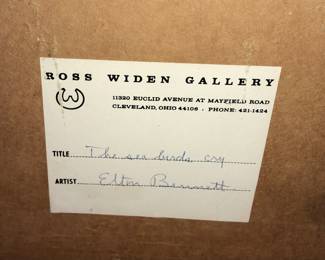 ROSS WIDEN GALLERY
11320 EUCLID AVENUE AT MAYFIELD ROAD
CLEVELAND, OHIO 44106 - PHONE: 421-1424
TITLE The sea birds cry
ARTIST Elton Bennett